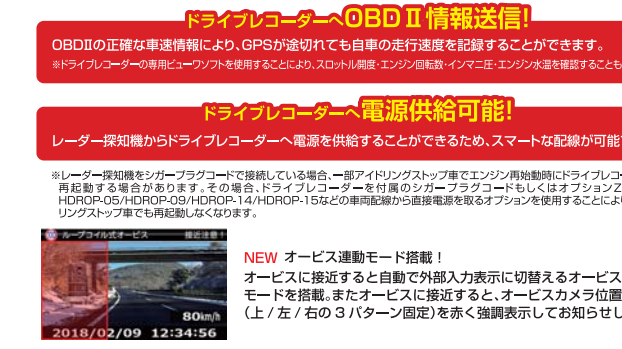 ドライブレコーダーへOBDⅡ情報送信!
OBDⅡの正確な車速情報により、GPSが途切れても自車の走行速度を記録することができます。
※ドライブレコーダーの専用ビューワソフトを使用することにより、スロットル開度・エンジン回転数・インマニ圧・エンジン水温を確認することも
ドライブレコーダーへ電源供給可能!
レーダー探知機からドライブレコーダーへ電源を供給することができるため、スマートな配線が可能で
※レーダー探知機をシガープラグコードで接続している場合、一部アイドリングストップ車でエンジン再始動時にドライブレコー
再起動する場合があります。その場合、ドライブレコーダーを付属のシガープラグコードもしくはオプションZ
HDROP-05/HDROP-09/HDROP-14/HDROP-15などの車両配線から直接電源を取るオプションを使用することにより
リングストップ車でも再起動しなくなります。
ループコイル式オービス 接近注意!
80km/h
2018/02/09 12:34:56
NEW オービス連動モード搭載！
オービスに接近すると自動で外部入力表示に切替えるオービス
モードを搭載。またオービスに接近すると、オービスカメラ位置
(上 / 左 / 右の 3 パターン固定)を赤く強調表示してお知らせし